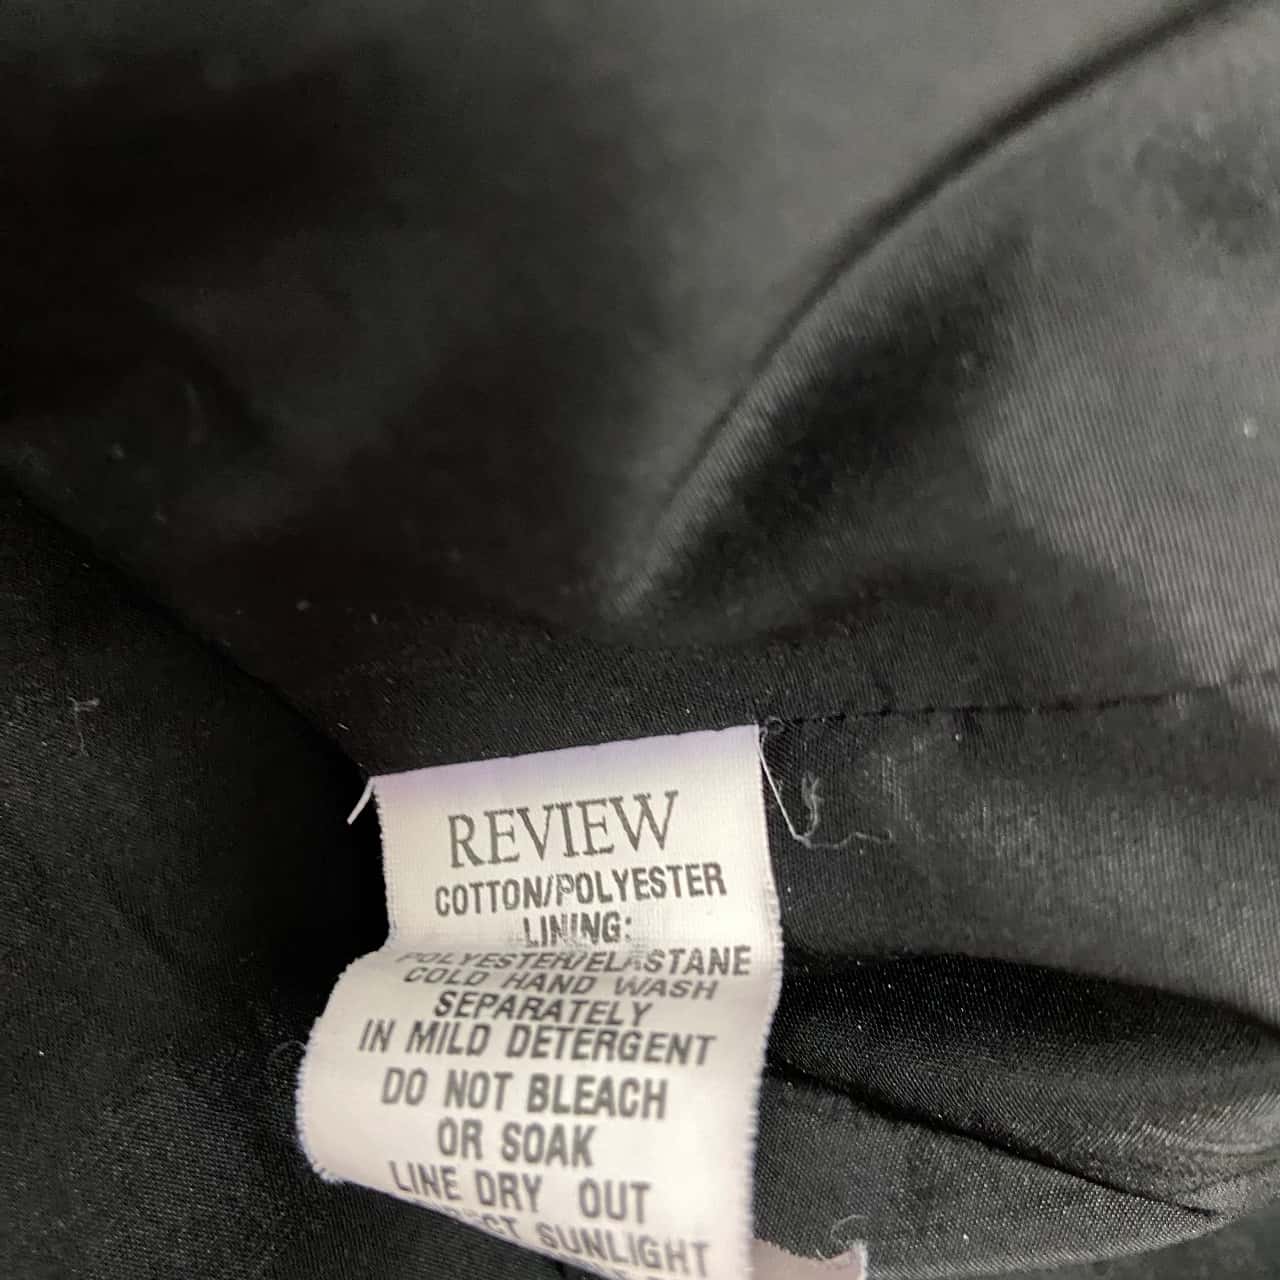 REVIEW
COTTON/POLYESTER
LINING:
POLYESTER/ELASTANE
COLD HAND WASH
SEPARATELY
IN MILD DETERGENT
DO NOT BLEACH
OR SOAK
LINE DRY OUT
DIRECT SUNLIGHT